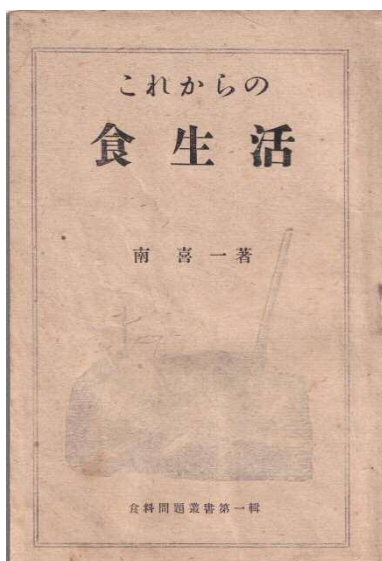 これからの
食生活
南喜一著
食料問題叢書第一輯